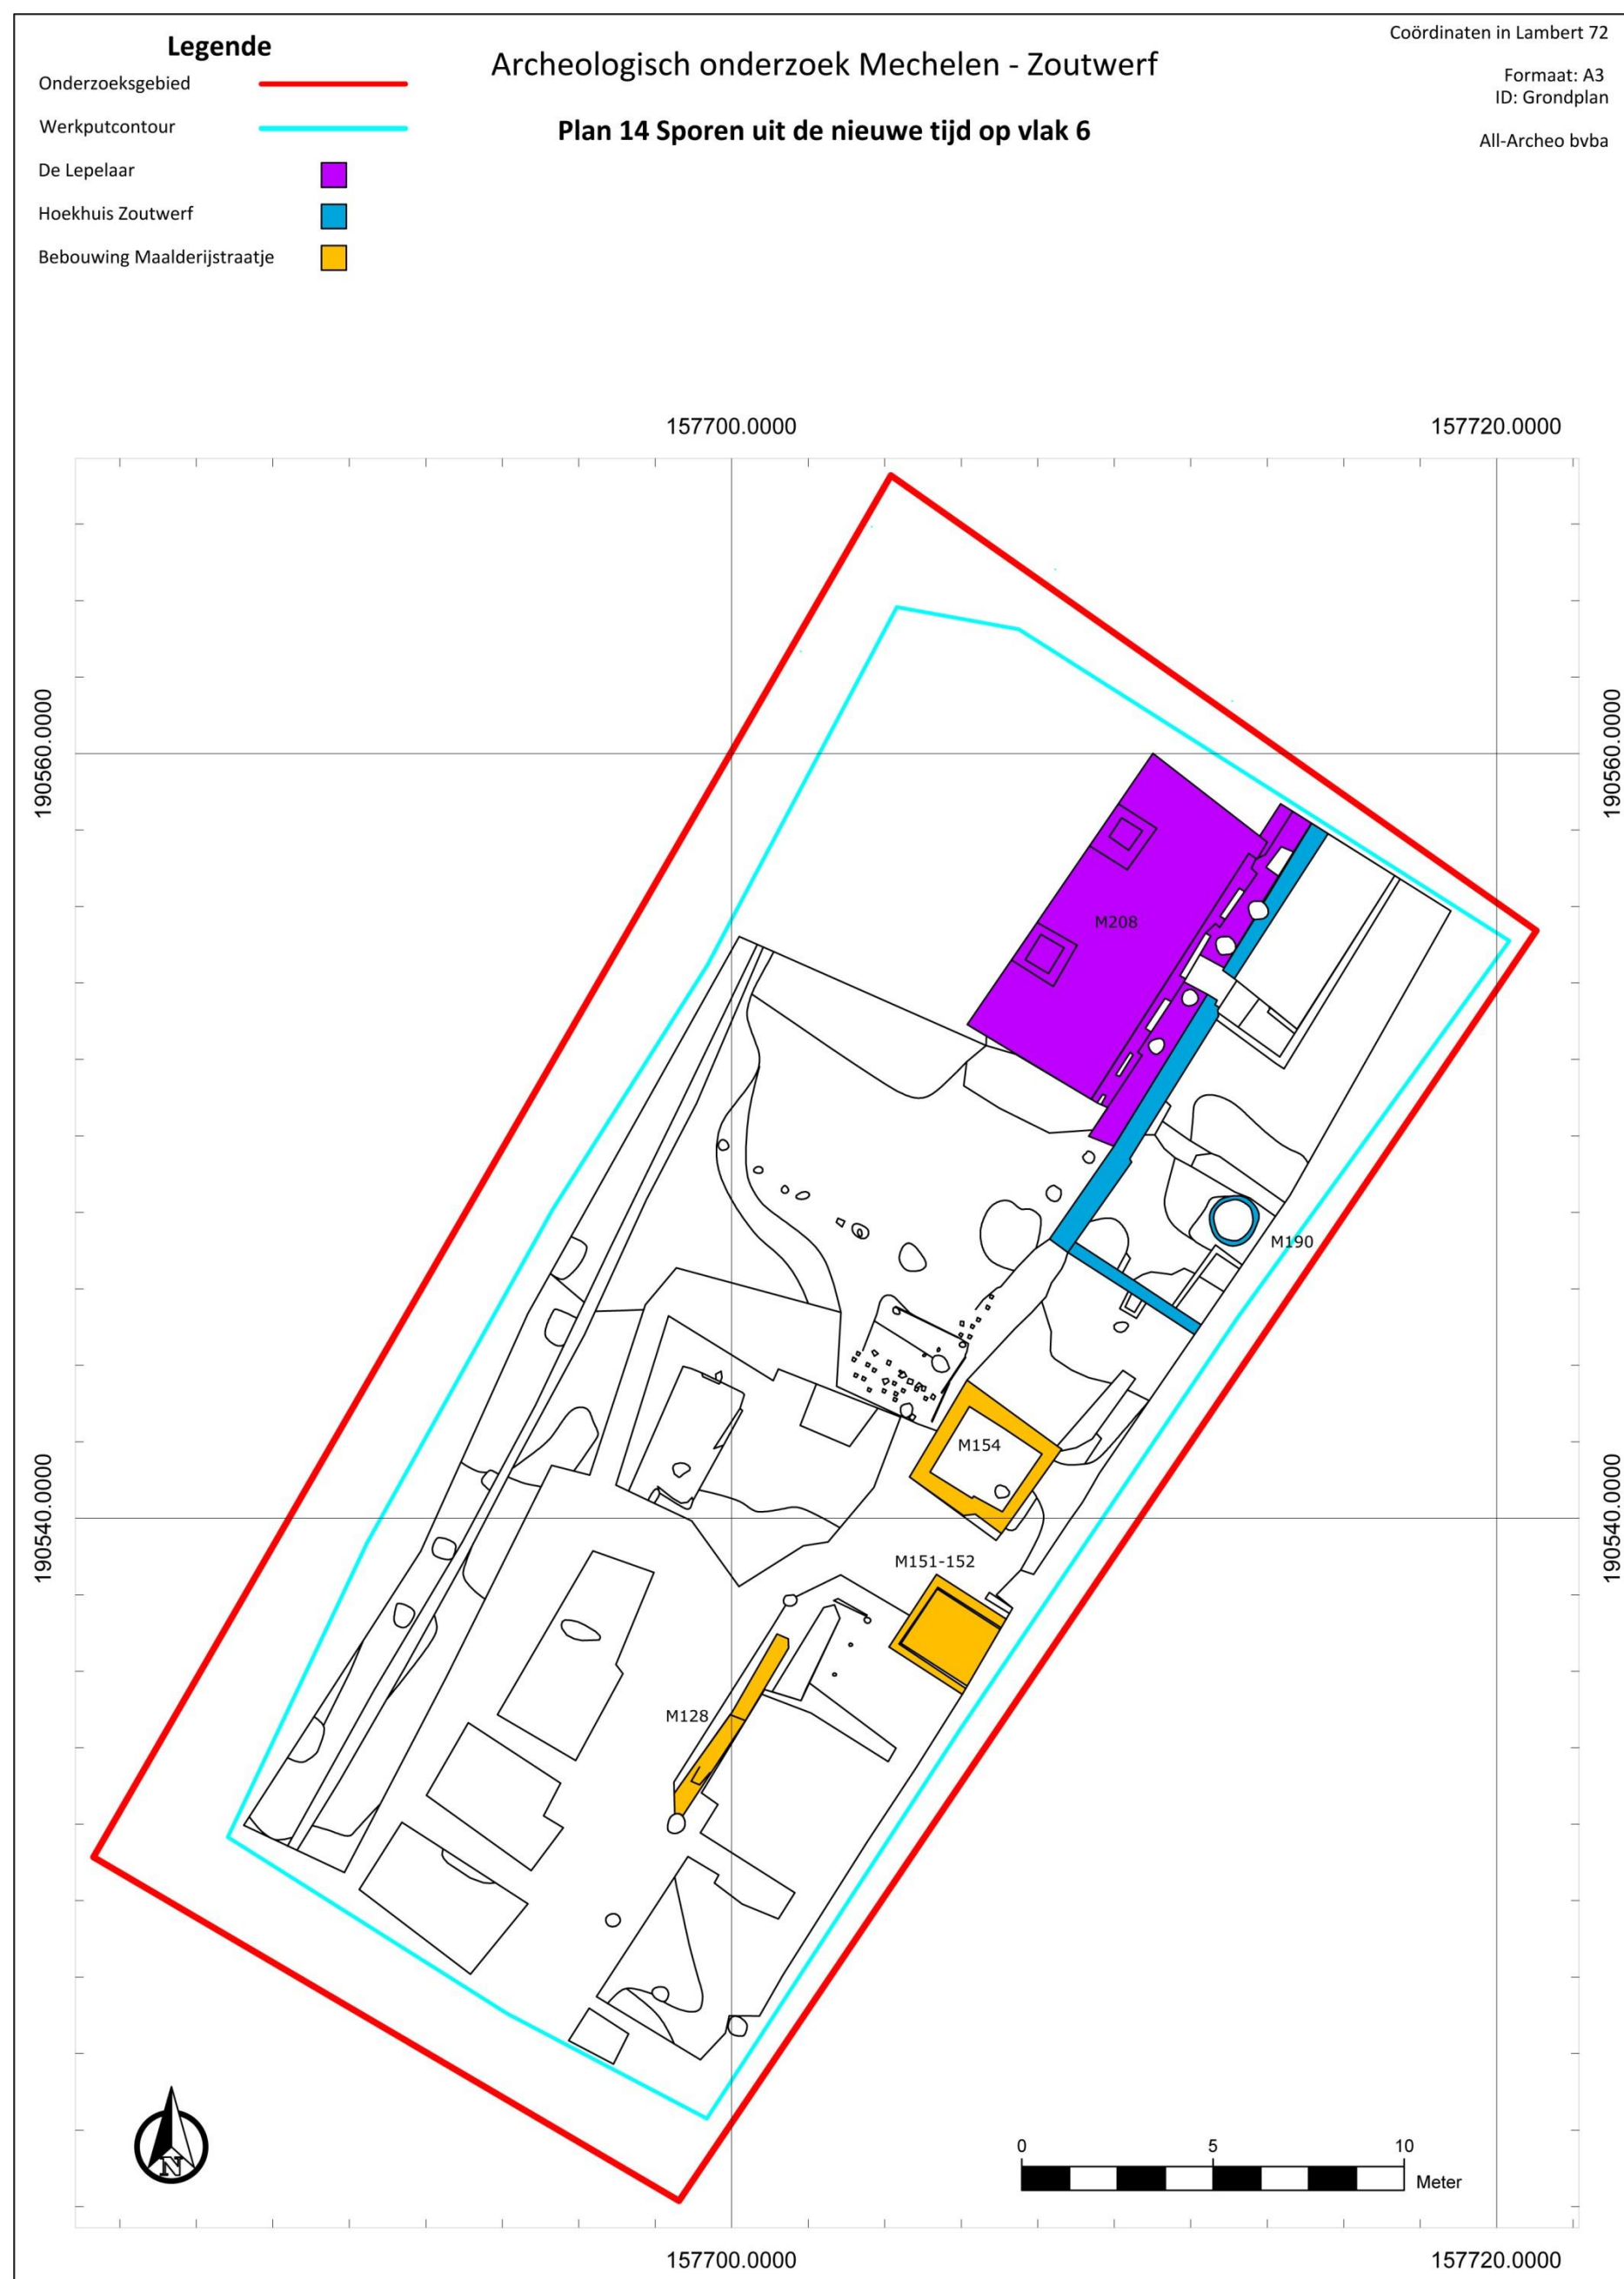 Legende
Onderzoeksgebied
Werkputcontour
De Lepelaar
Hoekhuis Zoutwerf
Bebouwing Maalderijstraatje
Archeologisch onderzoek Mechelen - Zoutwerf
Plan 14 Sporen uit de nieuwe tijd op vlak 6
Coördinaten in Lambert 72
Formaat: A3
ID: Grondplan
All-Archeo bvba
157700.0000
157720.0000
190560.0000
190560.0000
M208
M190
M154
190540.0000
190540.0000
M151-152
M128
N
0 5 10
Meter
157700.0000
157720.0000